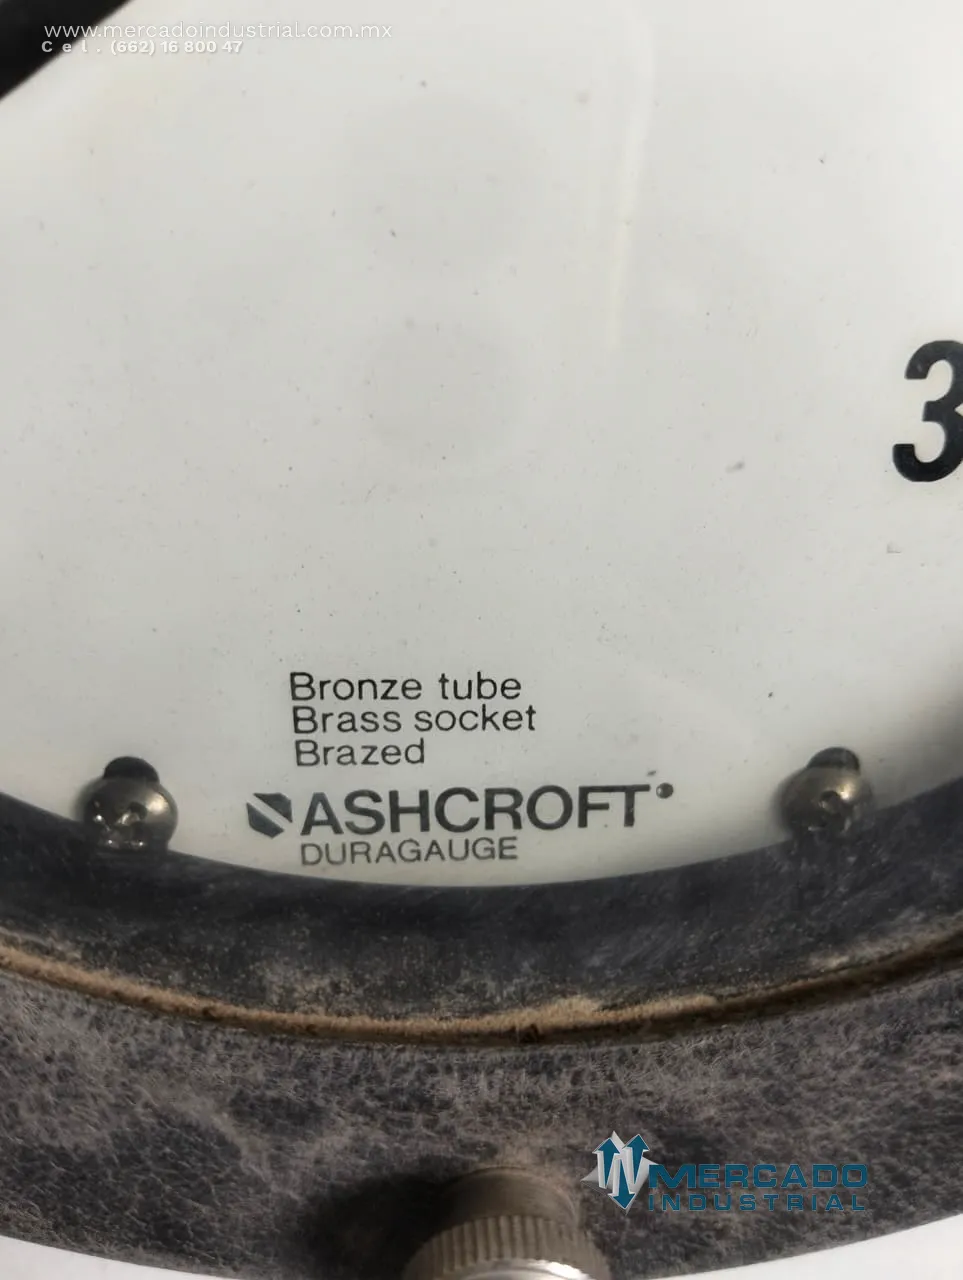 www.mercadoindustrial.com.mx
Cel. (662) 16 800 47
3
Bronze tube
Brass socket
Brazed
ASHCROFT
DURAGAUGE
MERCADO
INDUSTRIAL